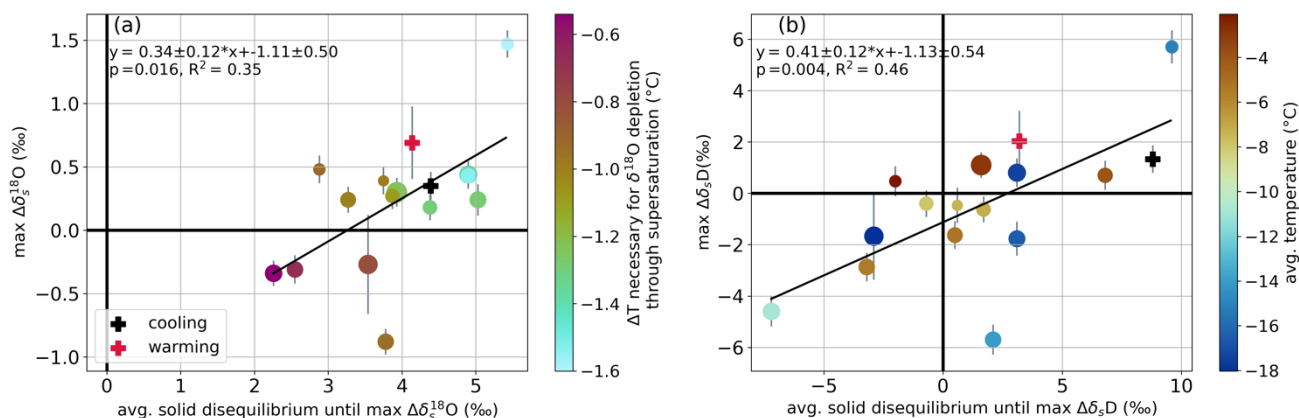 (a)
y = 0.34±0.12*x+-1.11±0.50
p=0.016, R² = 0.35
1.5
1.0
0.5
0.0
−0.5
−1.0
max Δδₛ¹⁸O (‰)
cooling
warming
0 1 2 3 4 5
avg. solid disequilibrium until max Δδₛ¹⁸O (‰)
−0.6
−0.8
−1.0
−1.2
−1.4
−1.6
ΔT necessary for δ¹⁸O depletion
through supersaturation (°C)
(b)
y = 0.41±0.12*x+-1.13±0.54
p=0.004, R² = 0.46
6
4
2
0
−2
−4
−6
max ΔδₛD(‰)
−5 0 5 10
avg. solid disequilibrium until max ΔδₛD (‰)
−4
−6
−8
−10
−12
−14
−16
−18
avg. temperature (°C)